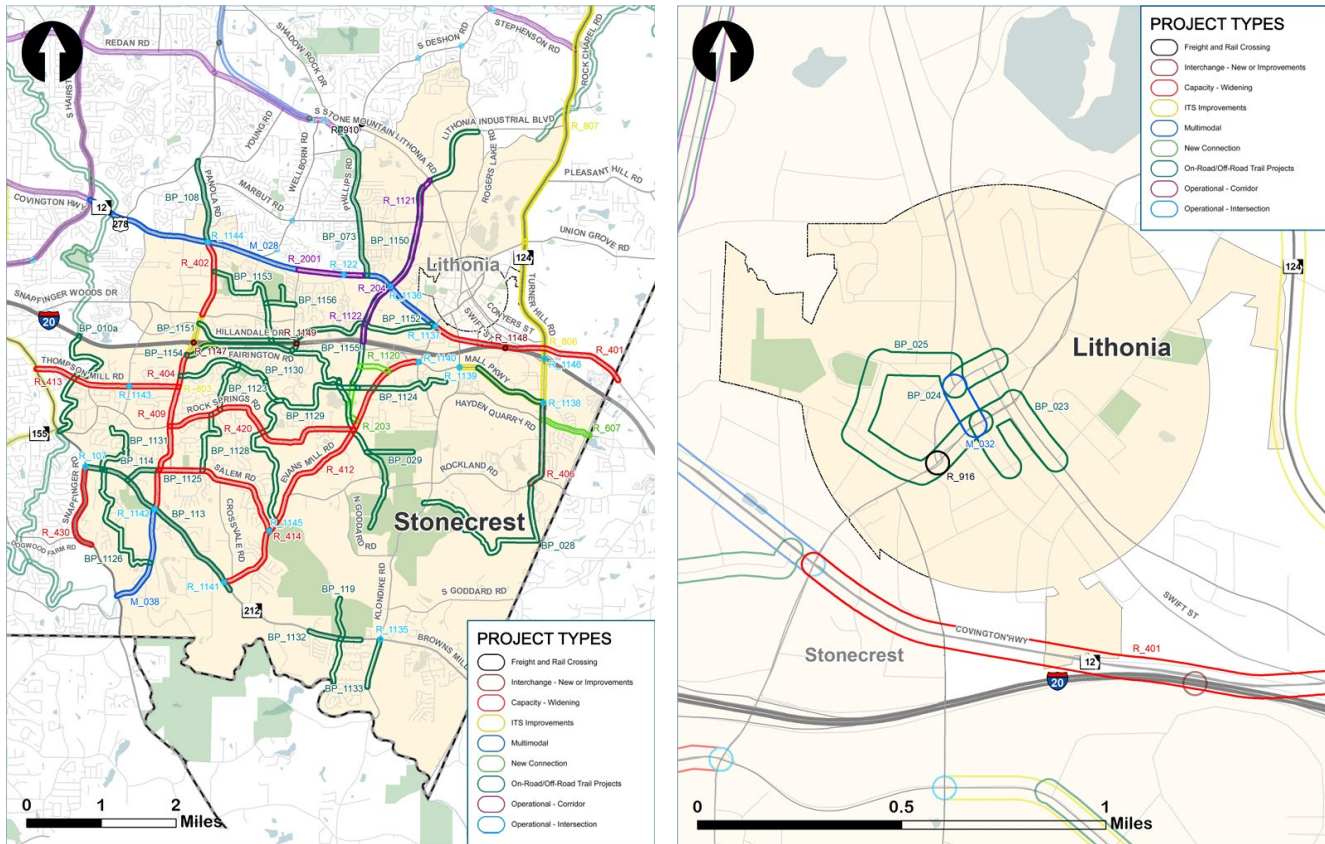 REDAN RD
S HAIRST
SHADOW ROCK DR
S DESHON RD
STEPHENSON RD
ROCK CHAPEL RD
YOUNG RD
WELLBORN RD
S STONE MOUNTAIN LITHONIA RD
R_910
LITHONIA INDUSTRIAL BLVD
R_807
PANOLA RD
BP_108
MARBUT RD
PHILLIPS RD
ROGERS LAKE RD
PLEASANT HILL RD
COVINGTON HWY
12
278
R_1121
R_1144
M_028
BP_073
BP_1150
UNION GROVE RD
R_402
R_2001
R_122
Lithonia
124
BP_1153
R_204
R_1136
TURNER HILL RD
SNAPFINGER WOODS DR
BP_1156
20
BP_010a
BP_1151
HILLANDALE DR
R_1149
R_1122
BP_1152
R_1137
CONYERS ST
SWIFT ST
R_1148
R_808
R_401
BP_1154
R_1147
FAIRINGTON RD
BP_1155
R_1120
R_1140
R_1146
THOMPSON MILL RD
R_413
R_404
BP_1130
R_1139
MALL PKWY
R_1143
R_803
BP_1123
BP_1124
R_1138
R_409
ROCK SPRINGS RD
BP_1129
HAYDEN QUARRY RD
155
R_420
R_203
R_607
BP_1131
R_107
BP_114
BP_1128
EVANS MILL RD
R_412
BP_029
ROCKLAND RD
R_406
SNAPFINGER RD
BP_1125
SALEM RD
R_1142
BP_113
CROSSVALE RD
R_1145
R_414
N GODDARD RD
Stonecrest
R_430
DOGWOOD FARM RD
BP_1126
BP_028
R_1141
M_038
BP_119
KLONDIKE RD
S GODDARD RD
212
BP_1132
R_1135
BROWNS MILL
BP_1133
PROJECT TYPES
Freight and Rail Crossing
Interchange - New or Improvements
Capacity - Widening
ITS Improvements
Multimodal
New Connection
On-Road/Off-Road Trail Projects
Operational - Corridor
Operational - Intersection
0 1 2
Miles
PROJECT TYPES
Freight and Rail Crossing
Interchange - New or Improvements
Capacity - Widening
ITS Improvements
Multimodal
New Connection
On-Road/Off-Road Trail Projects
Operational - Corridor
Operational - Intersection
124
BP_025
Lithonia
BP_024
BP_023
M_032
R_916
SWIFT ST
COVINGTON HWY
R_401
Stonecrest
12
20
0 0.5 1
Miles